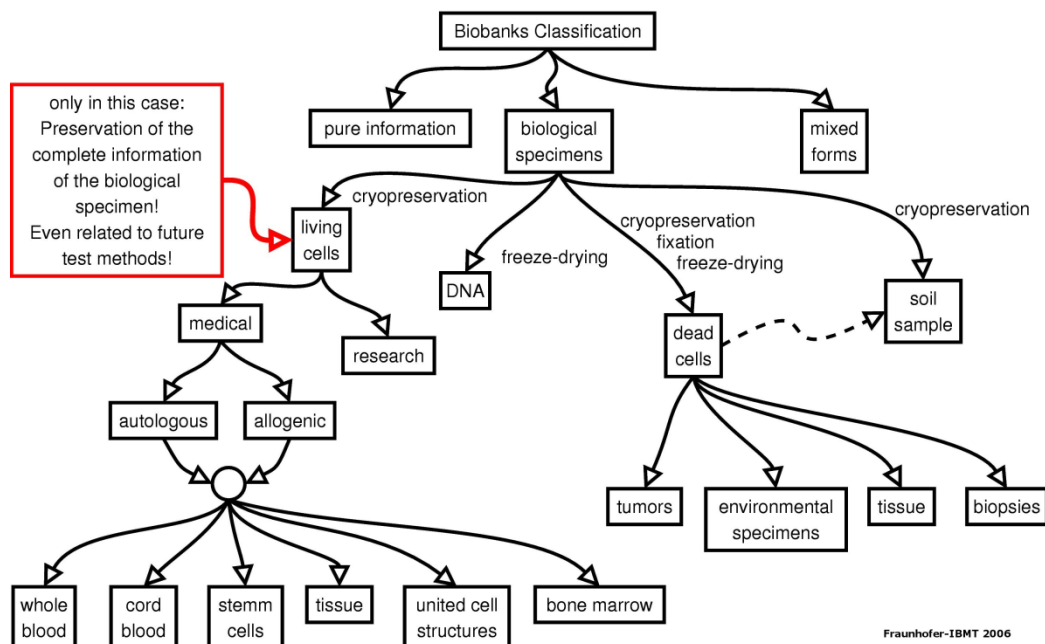 Biobanks Classification
only in this case:
Preservation of the
complete information
of the biological
specimen!
Even related to future
test methods!
pure information
biological
specimens
mixed
forms
cryopreservation
living
cells
freeze-drying
DNA
cryopreservation
fixation
freeze-drying
dead
cells
cryopreservation
soil
sample
medical
research
autologous
allogenic
tumors
environmental
specimens
tissue
biopsies
whole
blood
cord
blood
stemm
cells
tissue
united cell
structures
bone marrow
Fraunhofer-IBMT 2006